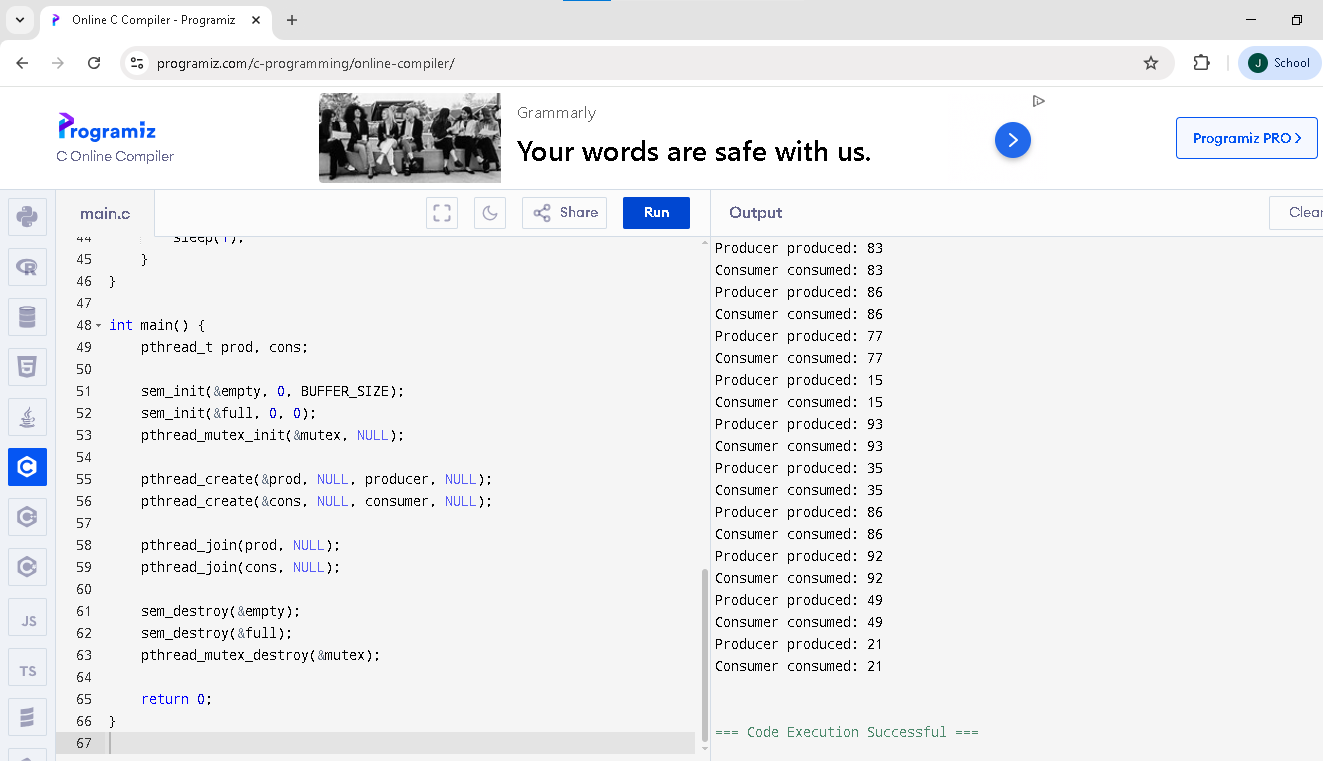 Online C Compiler - Programiz
programiz.com/c-programming/online-compiler/
J School
Programiz
C Online Compiler
Grammarly
Your words are safe with us.
Programiz PRO
main.c
Share
Run
Output
Clear
44 sleep(1);
45 }
46 }
47
48 int main() {
49 pthread_t prod, cons;
50
51 sem_init(&empty, 0, BUFFER_SIZE);
52 sem_init(&full, 0, 0);
53 pthread_mutex_init(&mutex, NULL);
54
55 pthread_create(&prod, NULL, producer, NULL);
56 pthread_create(&cons, NULL, consumer, NULL);
57
58 pthread_join(prod, NULL);
59 pthread_join(cons, NULL);
60
61 sem_destroy(&empty);
62 sem_destroy(&full);
63 pthread_mutex_destroy(&mutex);
64
65 return 0;
66 }
67
JS
TS
Producer produced: 83
Consumer consumed: 83
Producer produced: 86
Consumer consumed: 86
Producer produced: 77
Consumer consumed: 77
Producer produced: 15
Consumer consumed: 15
Producer produced: 93
Consumer consumed: 93
Producer produced: 35
Consumer consumed: 35
Producer produced: 86
Consumer consumed: 86
Producer produced: 92
Consumer consumed: 92
Producer produced: 49
Consumer consumed: 49
Producer produced: 21
Consumer consumed: 21
=== Code Execution Successful ===